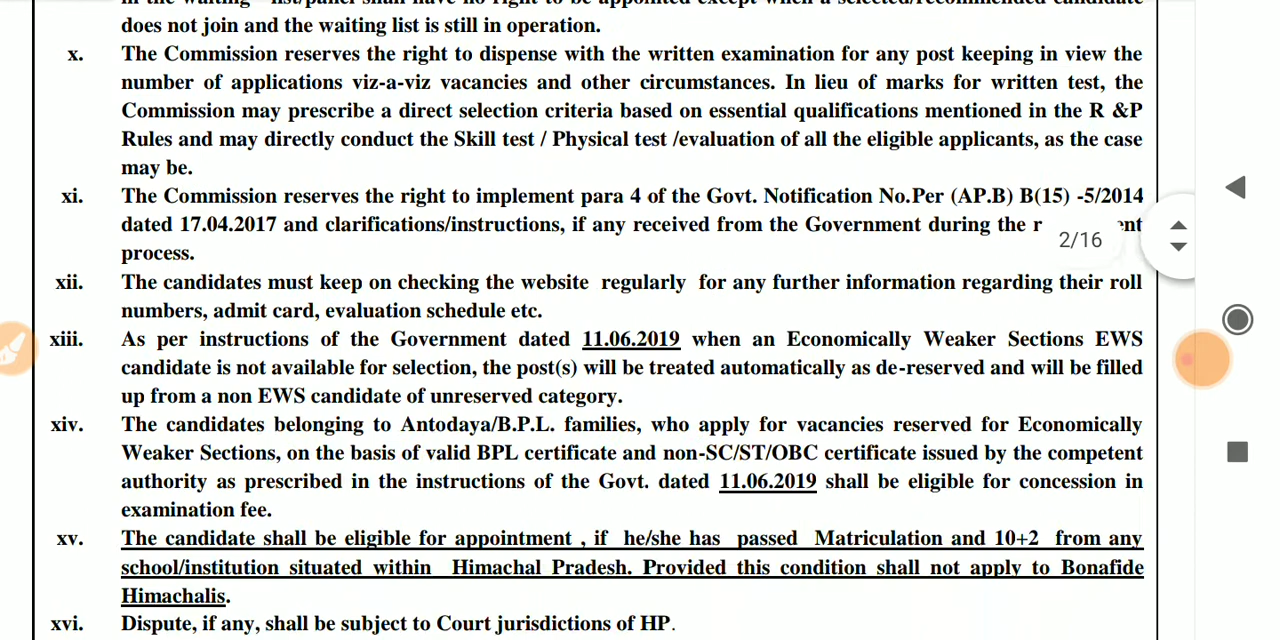 does not join and the waiting list is still in operation.
x. The Commission reserves the right to dispense with the written examination for any post keeping in view the
number of applications viz-a-viz vacancies and other circumstances. In lieu of marks for written test, the
Commission may prescribe a direct selection criteria based on essential qualifications mentioned in the R &P
Rules and may directly conduct the Skill test / Physical test /evaluation of all the eligible applicants, as the case
may be.
xi. The Commission reserves the right to implement para 4 of the Govt. Notification No.Per (AP.B) B(15) -5/2014
dated 17.04.2017 and clarifications/instructions, if any received from the Government during the
2/16
process.
xii. The candidates must keep on checking the website regularly for any further information regarding their roll
numbers, admit card, evaluation schedule etc.
xiii. As per instructions of the Government dated 11.06.2019 when an Economically Weaker Sections EWS
candidate is not available for selection, the post(s) will be treated automatically as de-reserved and will be filled
up from a non EWS candidate of unreserved category.
xiv. The candidates belonging to Antodaya/B.P.L. families, who apply for vacancies reserved for Economically
Weaker Sections, on the basis of valid BPL certificate and non-SC/ST/OBC certificate issued by the competent
authority as prescribed in the instructions of the Govt. dated 11.06.2019 shall be eligible for concession in
examination fee.
xv. The candidate shall be eligible for appointment , if he/she has passed Matriculation and 10+2 from any
school/institution situated within Himachal Pradesh. Provided this condition shall not apply to Bonafide
Himachalis.
xvi. Dispute, if any, shall be subject to Court jurisdictions of HP.